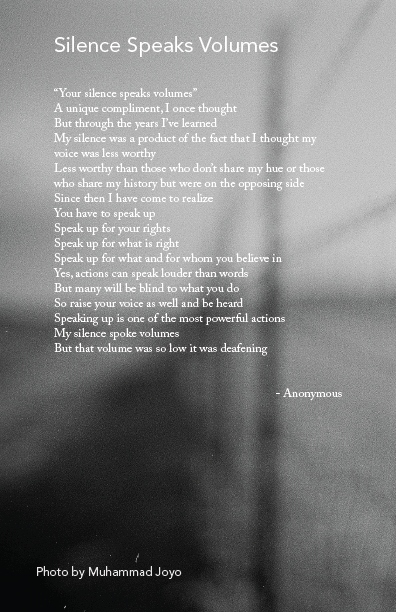 Silence Speaks Volumes
“Your silence speaks volumes”
A unique compliment, I once thought
But through the years I’ve learned
My silence was a product of the fact that I thought my
voice was less worthy
Less worthy than those who don’t share my hue or those
who share my history but were on the opposing side
Since then I have come to realize
You have to speak up
Speak up for your rights
Speak up for what is right
Speak up for what and for whom you believe in
Yes, actions can speak louder than words
But many will be blind to what you do
So raise your voice as well and be heard
Speaking up is one of the most powerful actions
My silence spoke volumes
But that volume was so low it was deafening
- Anonymous
Photo by Muhammad Joyo